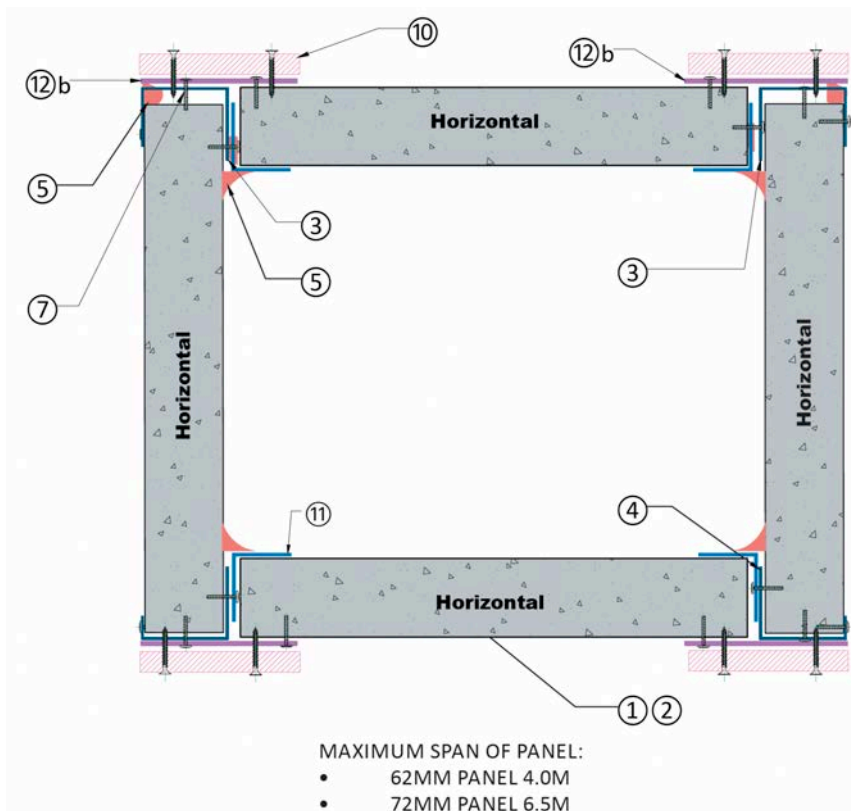 ⑩
⑫b
⑫b
Horizontal
⑤
③
③
⑤
⑦
Horizontal
Horizontal
⑪
④
Horizontal
① ②
MAXIMUM SPAN OF PANEL:
• 62MM PANEL 4.0M
• 72MM PANEL 6.5M